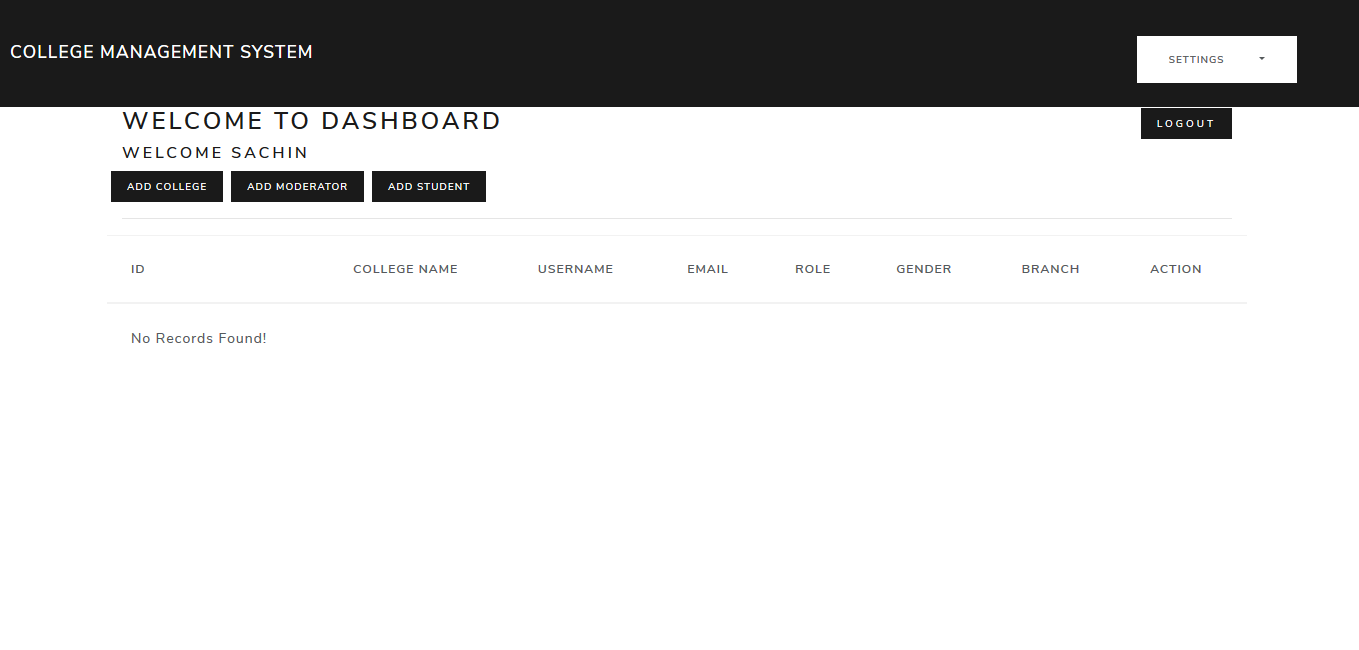 COLLEGE MANAGEMENT SYSTEM
SETTINGS
WELCOME TO DASHBOARD
LOGOUT
WELCOME SACHIN
ADD COLLEGE ADD MODERATOR ADD STUDENT
ID COLLEGE NAME USERNAME EMAIL ROLE GENDER BRANCH ACTION
No Records Found!